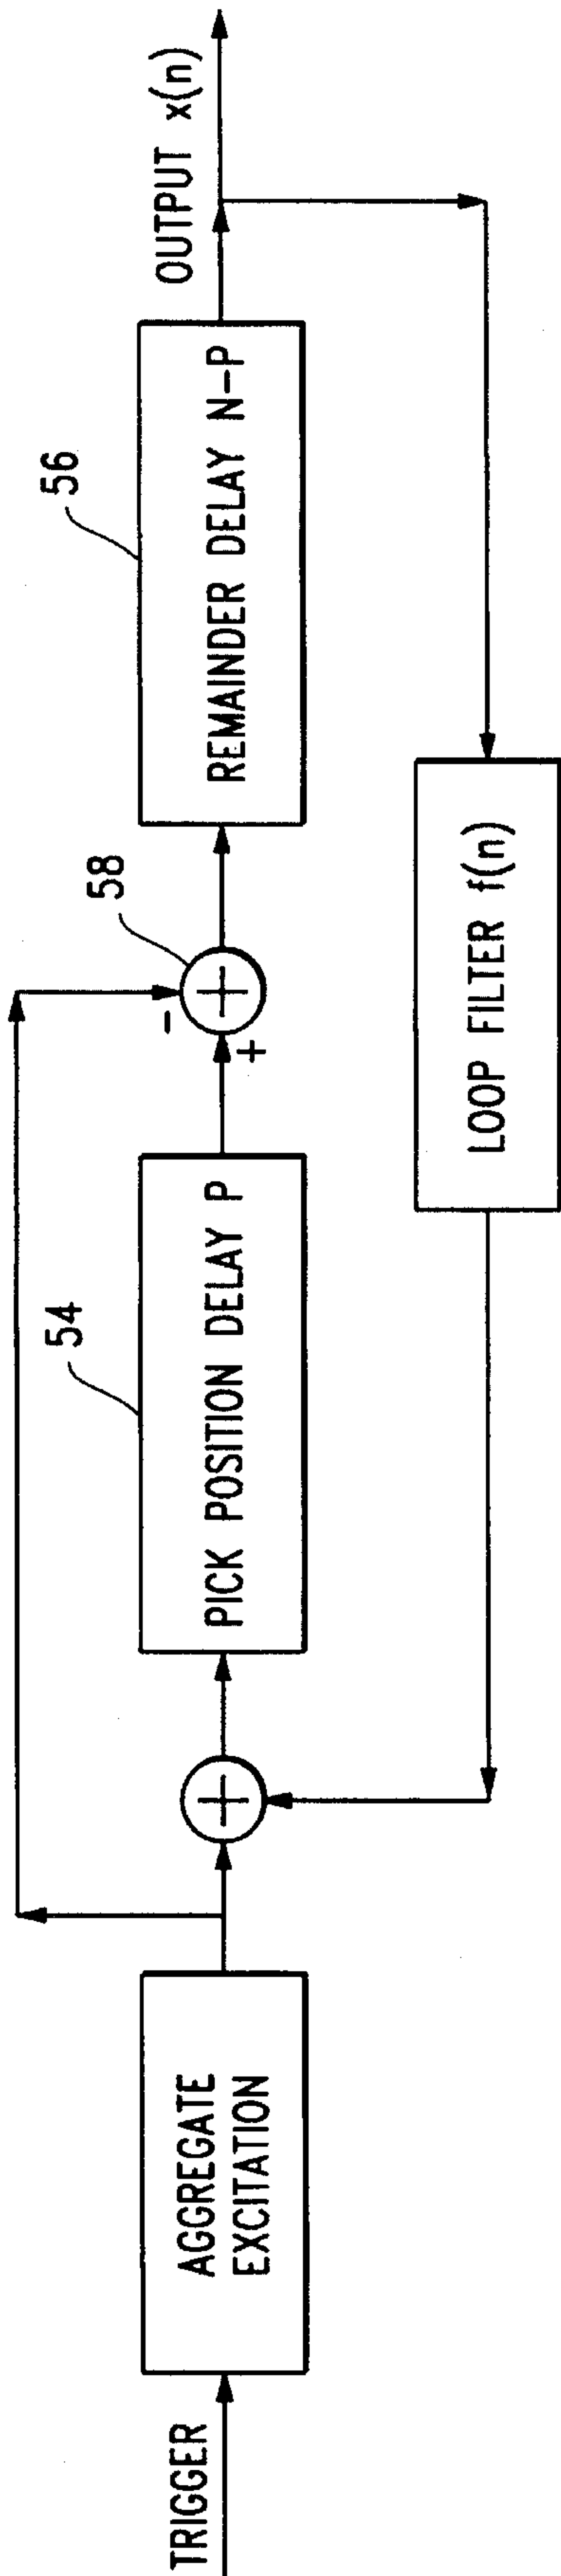 TRIGGER
AGGREGATE
EXCITATION
54
PICK POSITION DELAY P
58
-
+
56
REMAINDER DELAY N-P
OUTPUT x(n)
LOOP FILTER f(n)